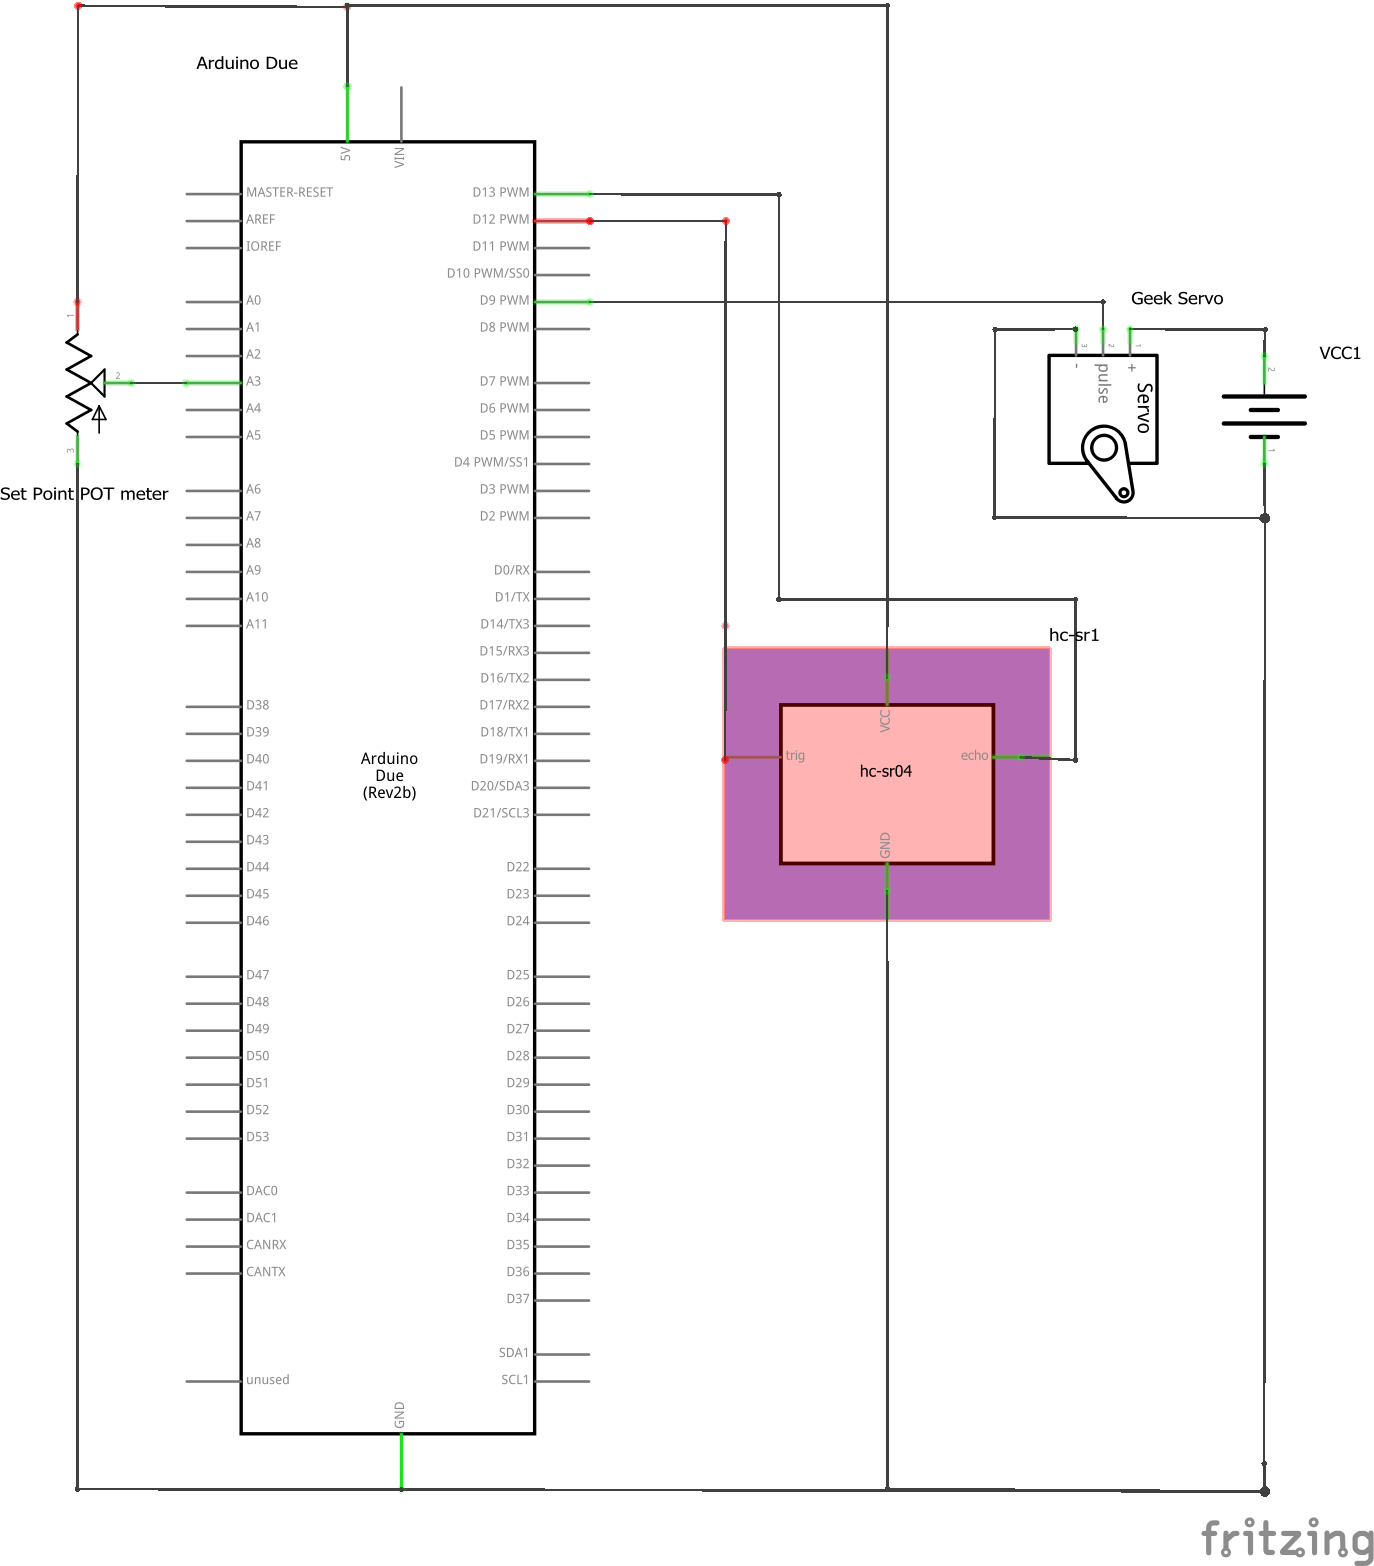 Arduino Due
5V
VIN
MASTER-RESET
AREF
IOREF
A0
A1
A2
A3
A4
A5
A6
A7
A8
A9
A10
A11
D38
D39
D40
D41
D42
D43
D44
D45
D46
D47
D48
D49
D50
D51
D52
D53
DAC0
DAC1
CANRX
CANTX
unused
D13 PWM
D12 PWM
D11 PWM
D10 PWM/SS0
D9 PWM
D8 PWM
D7 PWM
D6 PWM
D5 PWM
D4 PWM/SS1
D3 PWM
D2 PWM
D0/RX
D1/TX
D14/TX3
D15/RX3
D16/TX2
D17/RX2
D18/TX1
D19/RX1
D20/SDA3
D21/SCL3
D22
D23
D24
D25
D26
D27
D28
D29
D30
D31
D32
D33
D34
D35
D36
D37
SDA1
SCL1
GND
Arduino
Due
(Rev2b)
1
2
3
Set Point POT meter
Geek Servo
3
2
1
-
pulse
+
Servo
VCC1
2
1
hc-sr1
VCC
trig
echo
hc-sr04
GND
fritzing